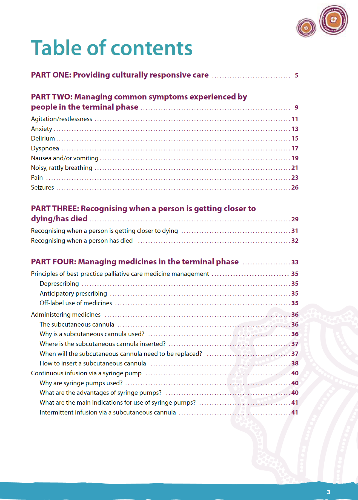 Table of contents
PART ONE: Providing culturally responsive care 5
PART TWO: Managing common symptoms experienced by
people in the terminal phase 9
Agitation/restlessness 11
Anxiety 13
Delirium 15
Dyspnoea 17
Nausea and/or vomiting 19
Noisy, rattly breathing 21
Pain 23
Seizures 26
PART THREE: Recognising when a person is getting closer to
dying/has died 29
Recognising when a person is getting closer to dying 31
Recognising when a person has died 32
PART FOUR: Managing medicines in the terminal phase 33
Principles of best practice palliative care medicine management 35
Deprescribing 35
Anticipatory prescribing 35
Off-label use of medicines 35
Administering medicines 36
The subcutaneous cannula 36
Why is a subcutaneous cannula used? 36
Where is the subcutaneous cannula inserted? 37
When will the subcutaneous cannula need to be replaced? 37
How to insert a subcutaneous cannula 38
Continuous infusion via a syringe pump 40
Why are syringe pumps used? 40
What are the advantages of syringe pumps? 40
What are the main indications for use of syringe pumps? 41
Intermittent infusion via a subcutaneous cannula 41
3